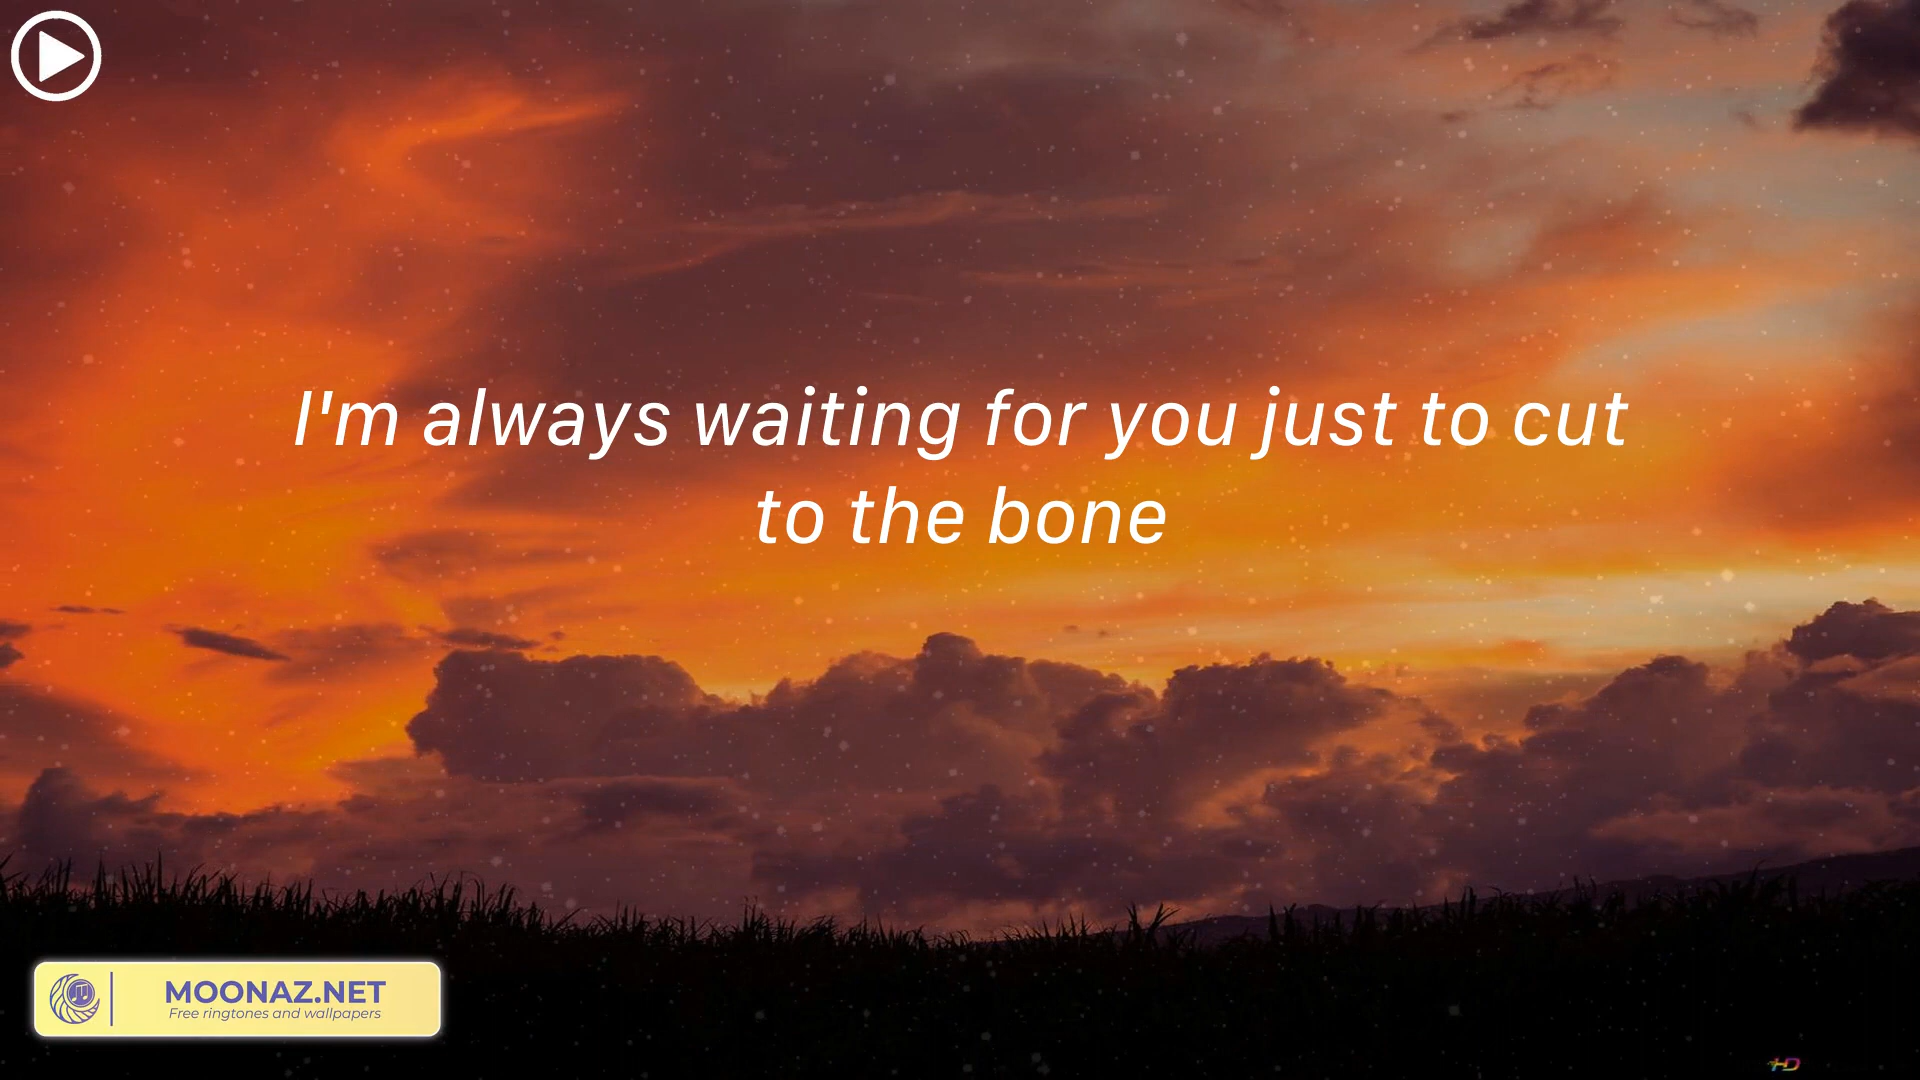 I'm always waiting for you just to cut
to the bone
MOONAZ.NET
Free ringtones and wallpapers
HD